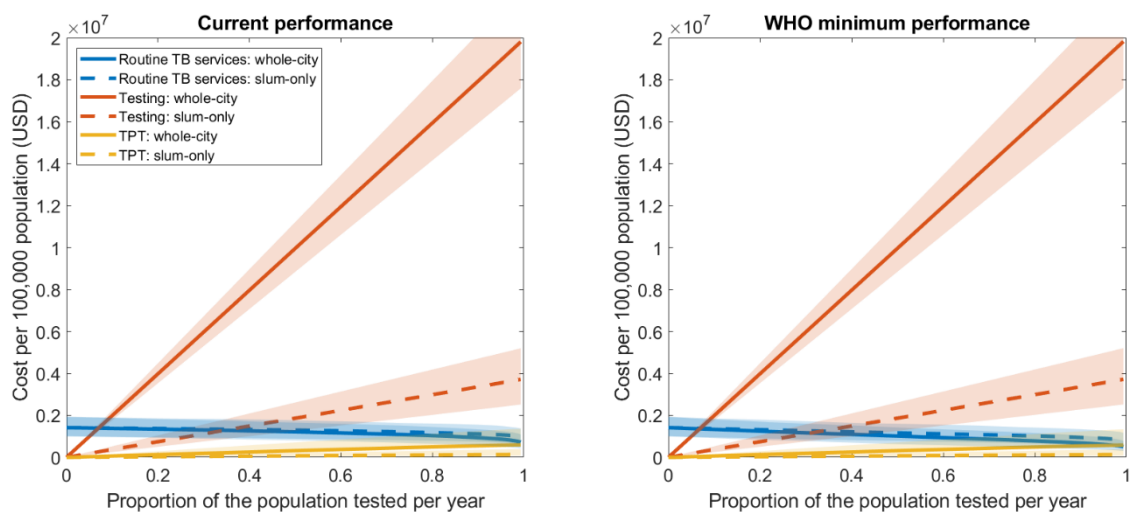 Current performance
×10⁷
2
1.8
1.6
1.4
1.2
1
0.8
0.6
0.4
0.2
0
Cost per 100,000 population (USD)
Routine TB services: whole-city
Routine TB services: slum-only
Testing: whole-city
Testing: slum-only
TPT: whole-city
TPT: slum-only
0 0.2 0.4 0.6 0.8 1
Proportion of the population tested per year
WHO minimum performance
×10⁷
2
1.8
1.6
1.4
1.2
1
0.8
0.6
0.4
0.2
0
Cost per 100,000 population (USD)
0 0.2 0.4 0.6 0.8 1
Proportion of the population tested per year